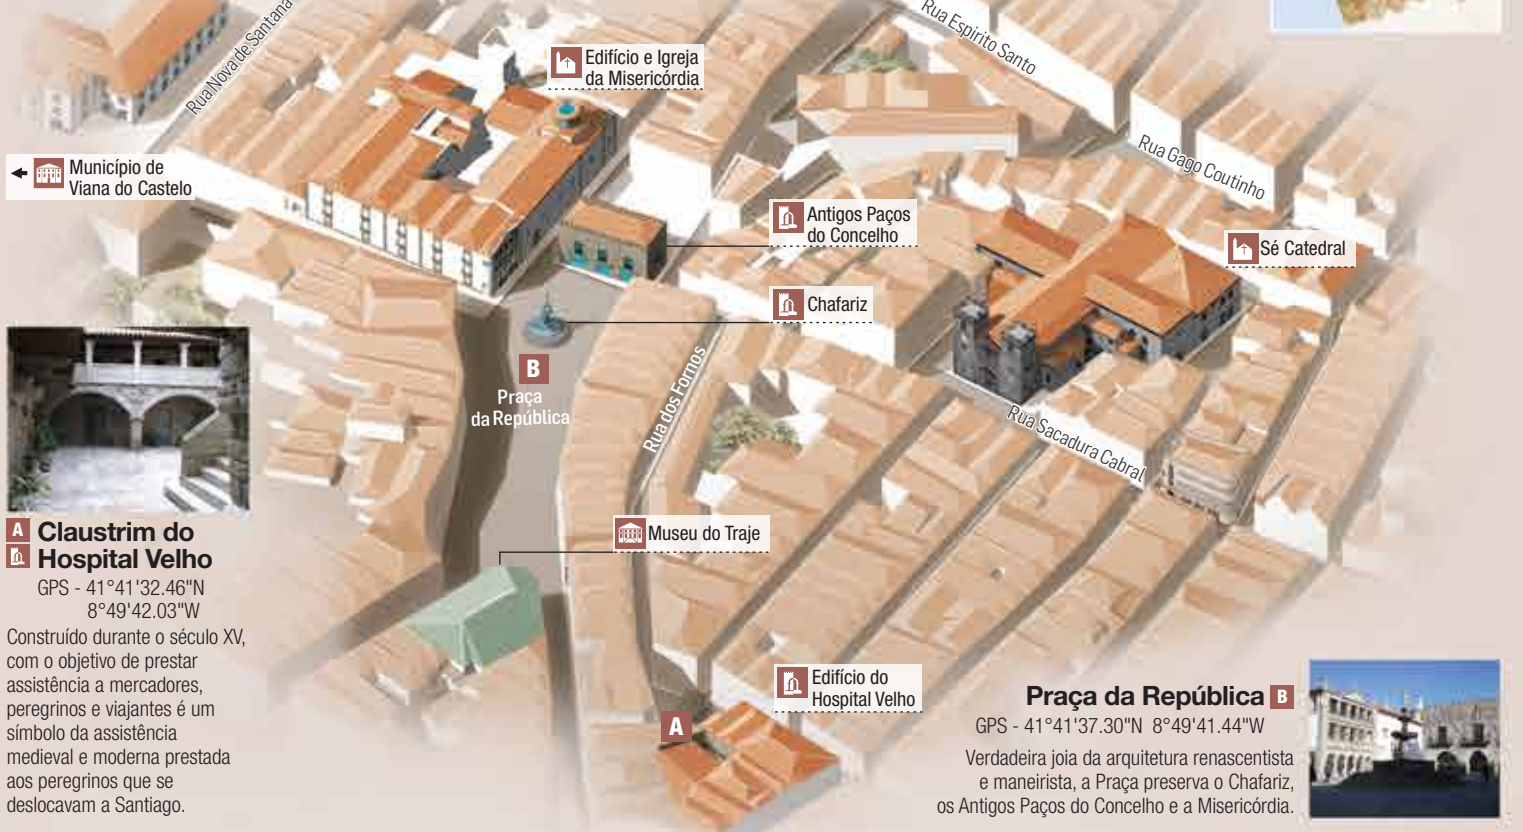 Rua Nova de Santana
Rua Espirito Santo
Edifício e Igreja
da Misericórdia
Rua Gago Coutinho
Município de
Viana do Castelo
Antigos Paços
do Concelho
Sé Catedral
Chafariz
B
Praça
da República
Rua dos Fornos
Rua Sacadura Cabral
Museu do Traje
A Claustrim do
Hospital Velho
GPS - 41°41'32.46"N
8°49'42.03"W
Construído durante o século XV,
com o objetivo de prestar
assistência a mercadores,
peregrinos e viajantes é um
símbolo da assistência
medieval e moderna prestada
aos peregrinos que se
deslocavam a Santiago.
Edifício do
Hospital Velho
A
Praça da República B
GPS - 41°41'37.30"N 8°49'41.44"W
Verdadeira joia da arquitetura renascentista
e maneirista, a Praça preserva o Chafariz,
os Antigos Paços do Concelho e a Misericórdia.